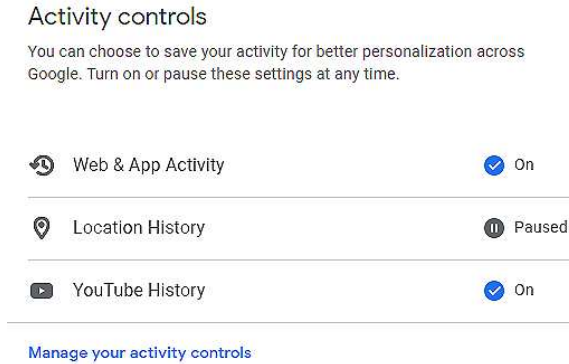 Activity controls
You can choose to save your activity for better personalization across
Google. Turn on or pause these settings at any time.
Web & App Activity On
Location History Paused
YouTube History On
Manage your activity controls